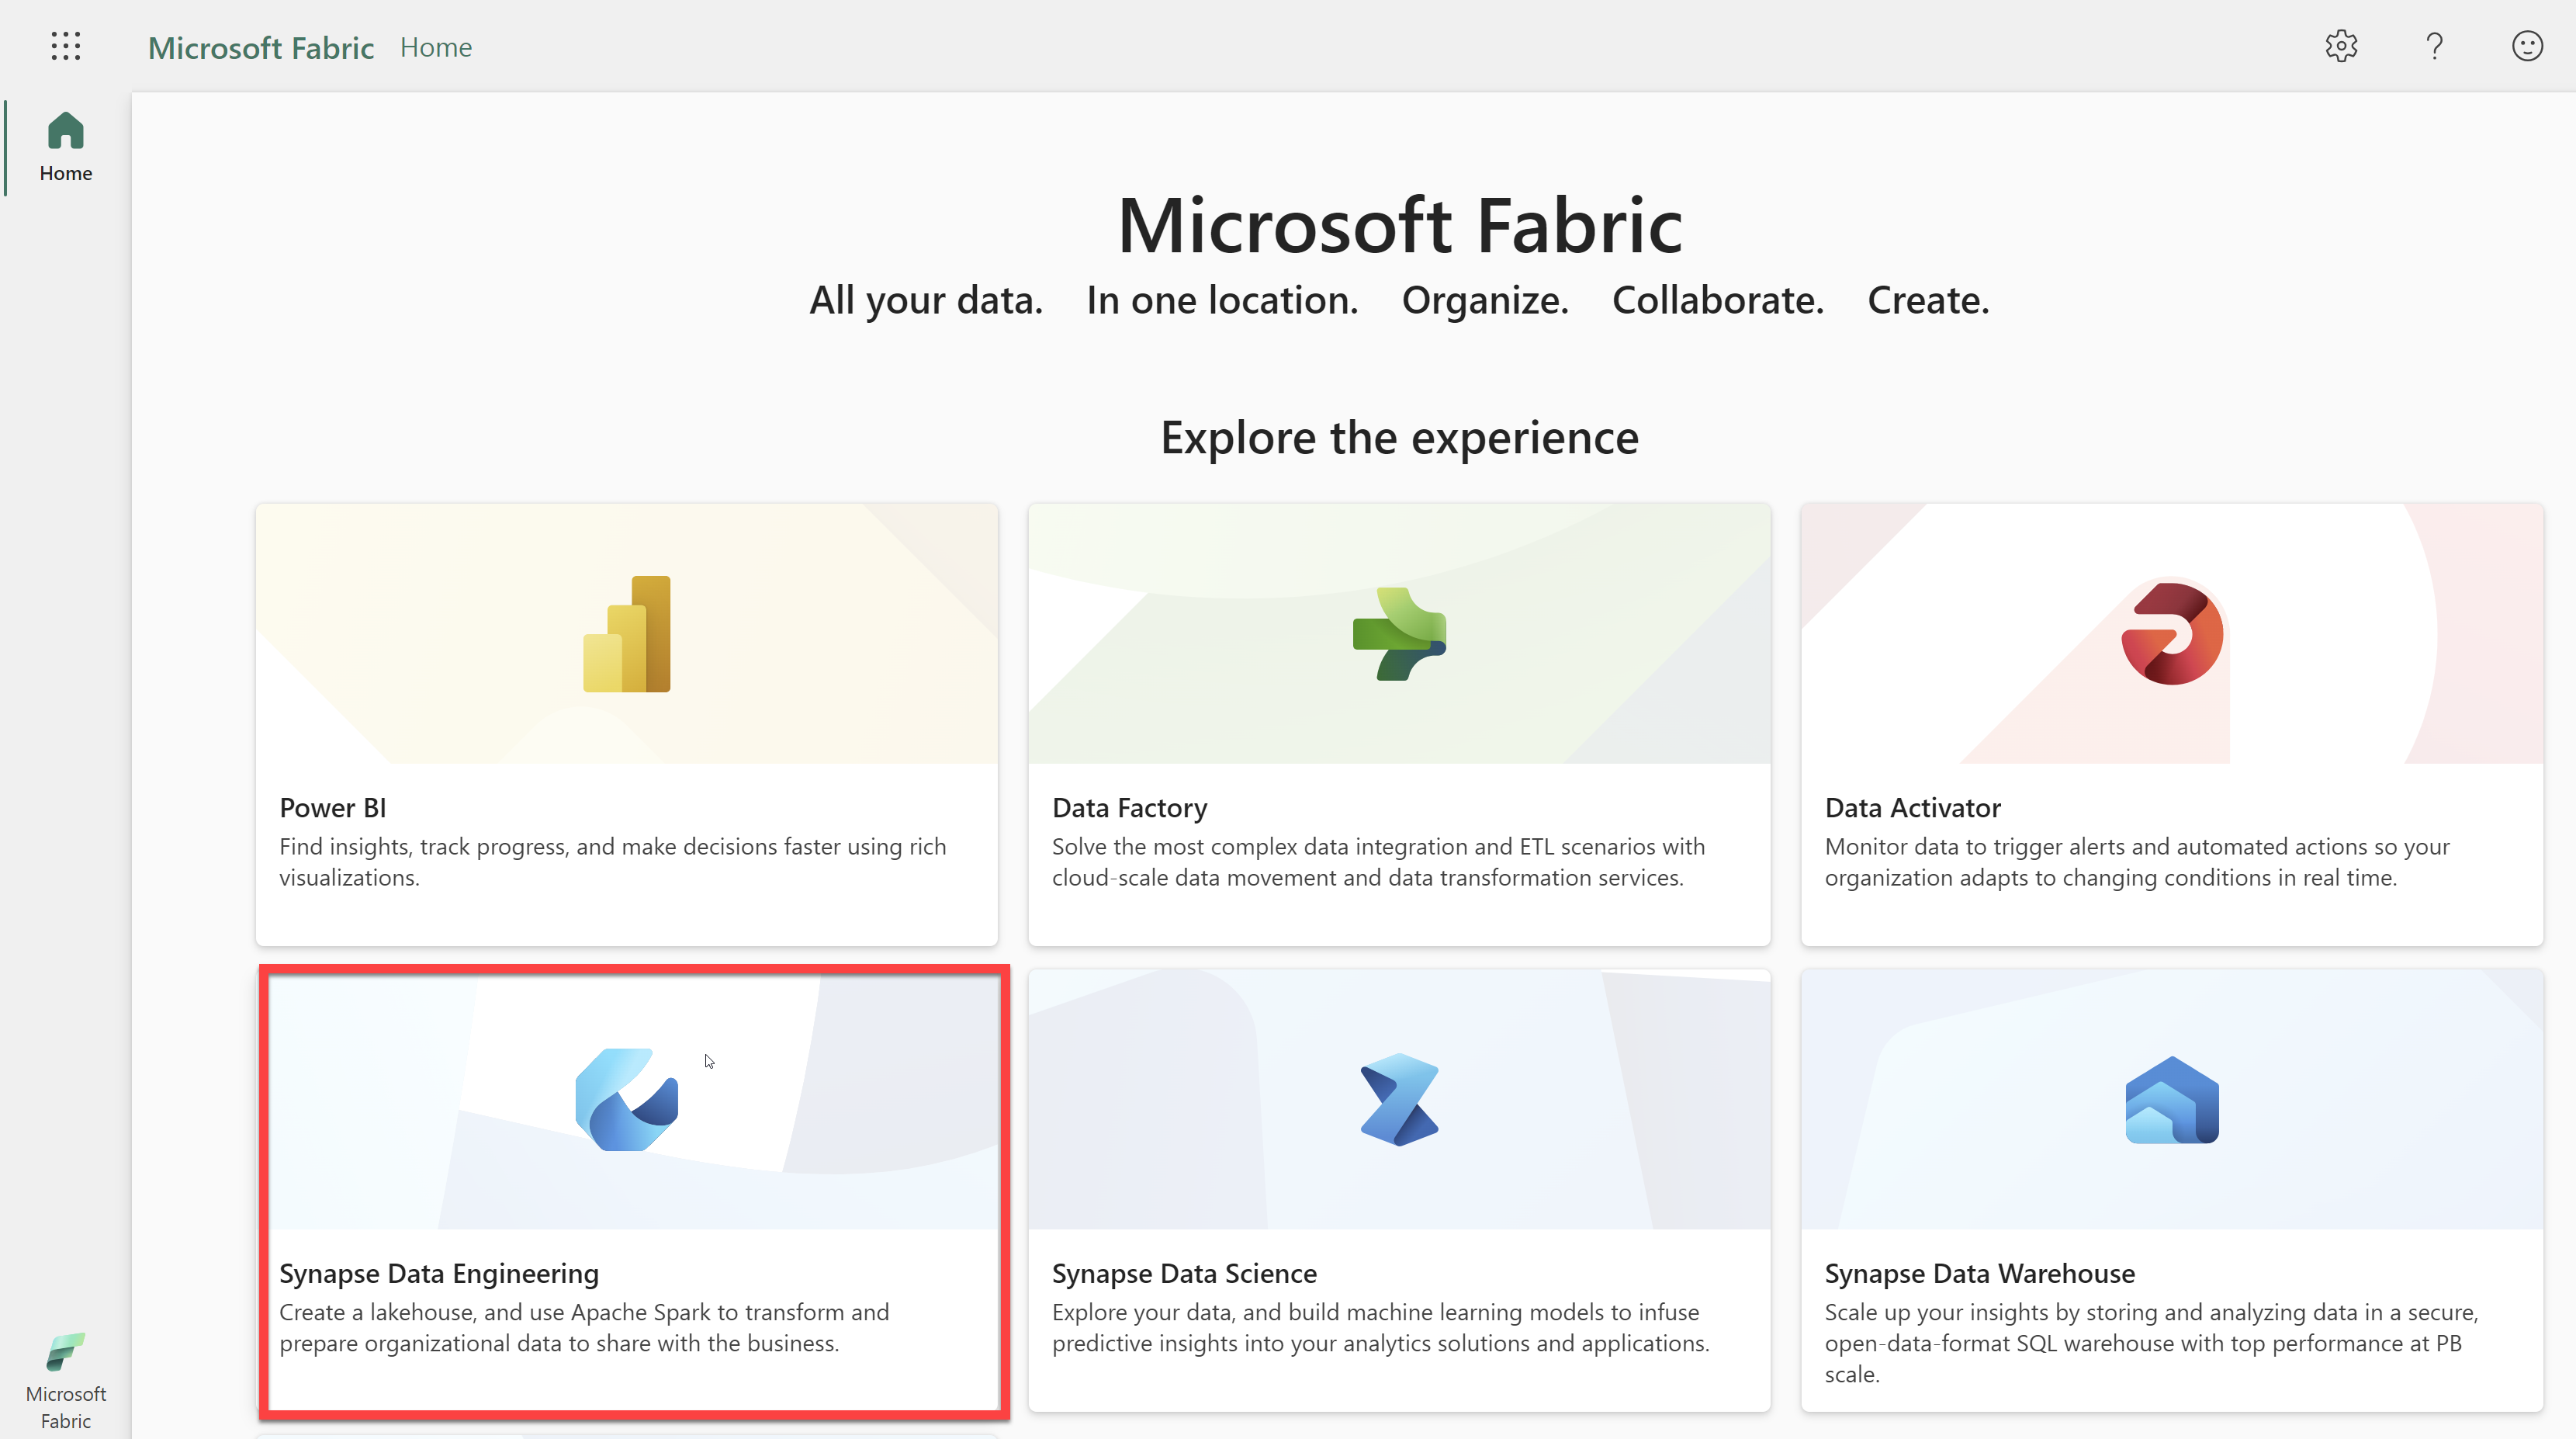 Microsoft Fabric Home
Home
Microsoft Fabric
All your data. In one location. Organize. Collaborate. Create.
Explore the experience
Power BI
Find insights, track progress, and make decisions faster using rich
visualizations.
Data Factory
Solve the most complex data integration and ETL scenarios with
cloud-scale data movement and data transformation services.
Data Activator
Monitor data to trigger alerts and automated actions so your
organization adapts to changing conditions in real time.
Synapse Data Engineering
Create a lakehouse, and use Apache Spark to transform and
prepare organizational data to share with the business.
Synapse Data Science
Explore your data, and build machine learning models to infuse
predictive insights into your analytics solutions and applications.
Synapse Data Warehouse
Scale up your insights by storing and analyzing data in a secure,
open-data-format SQL warehouse with top performance at PB
scale.
Microsoft
Fabric